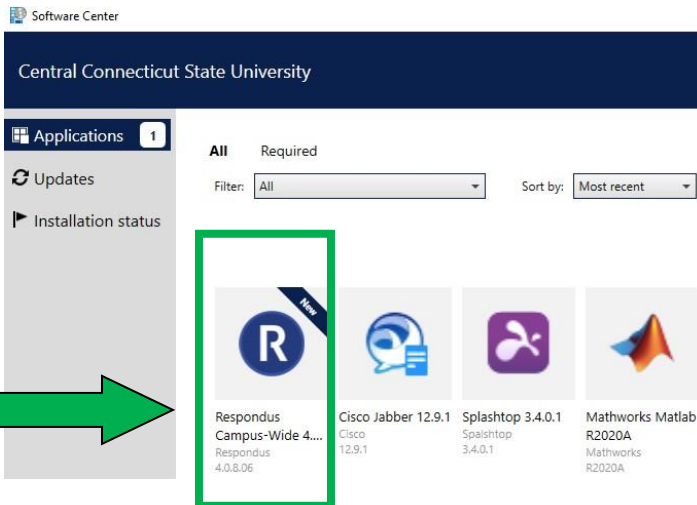 Software Center
Central Connecticut State University
Applications 1
Updates
Installation status
All Required
Filter: All Sort by: Most recent
New
R
Respondus
Campus-Wide 4....
Respondus
4.0.8.06
Cisco Jabber 12.9.1
Cisco
12.9.1
Splashtop 3.4.0.1
Spalshtop
3.4.0.1
Mathworks Matlab
R2020A
Mathworks
R2020A